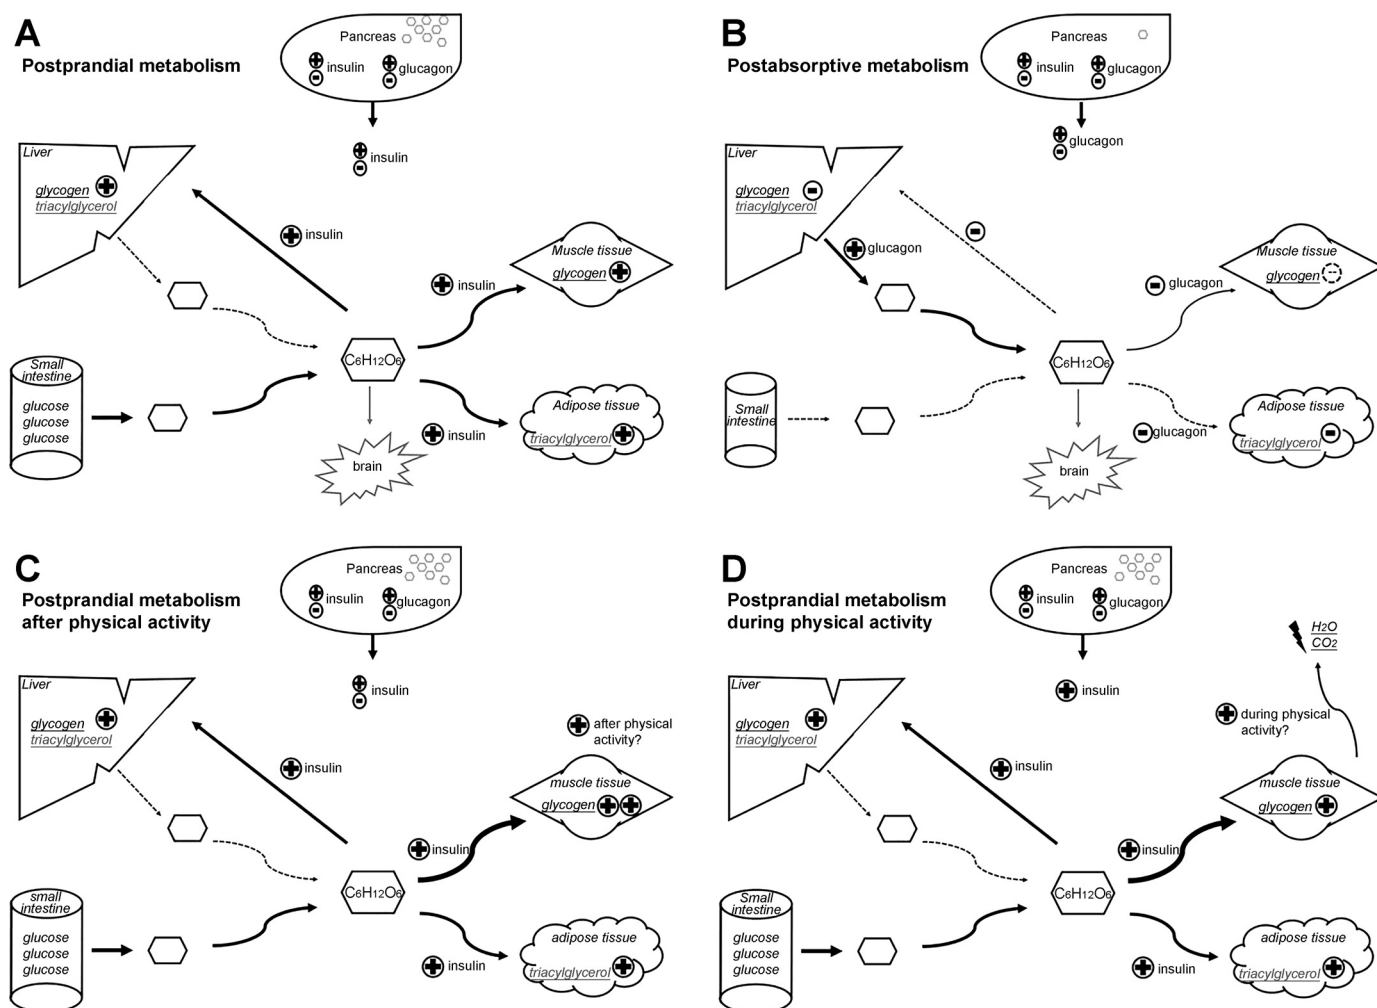 A
Postprandial metabolism
Pancreas
insulin
glucagon
insulin
Liver
glycogen
triacylglycerol
insulin
Muscle tissue
glycogen
insulin
Small
intestine
glucose
glucose
glucose
C6H12O6
Adipose tissue
triacylglycerol
insulin
brain
B
Postabsorptive metabolism
Pancreas
insulin
glucagon
glucagon
Liver
glycogen
triacylglycerol
glucagon
Muscle tissue
glycogen
glucagon
C6H12O6
Small
intestine
Adipose tissue
triacylglycerol
glucagon
brain
C
Postprandial metabolism
after physical activity
Pancreas
insulin
glucagon
insulin
Liver
glycogen
triacylglycerol
after physical
activity?
insulin
muscle tissue
glycogen
insulin
small
intestine
glucose
glucose
glucose
C6H12O6
adipose tissue
triacylglycerol
insulin
D
Postprandial metabolism
during physical activity
Pancreas
insulin
glucagon
H2O
CO2
insulin
Liver
glycogen
triacylglycerol
during physical
activity?
insulin
muscle tissue
glycogen
insulin
Small
intestine
glucose
glucose
glucose
C6H12O6
adipose tissue
triacylglycerol
insulin